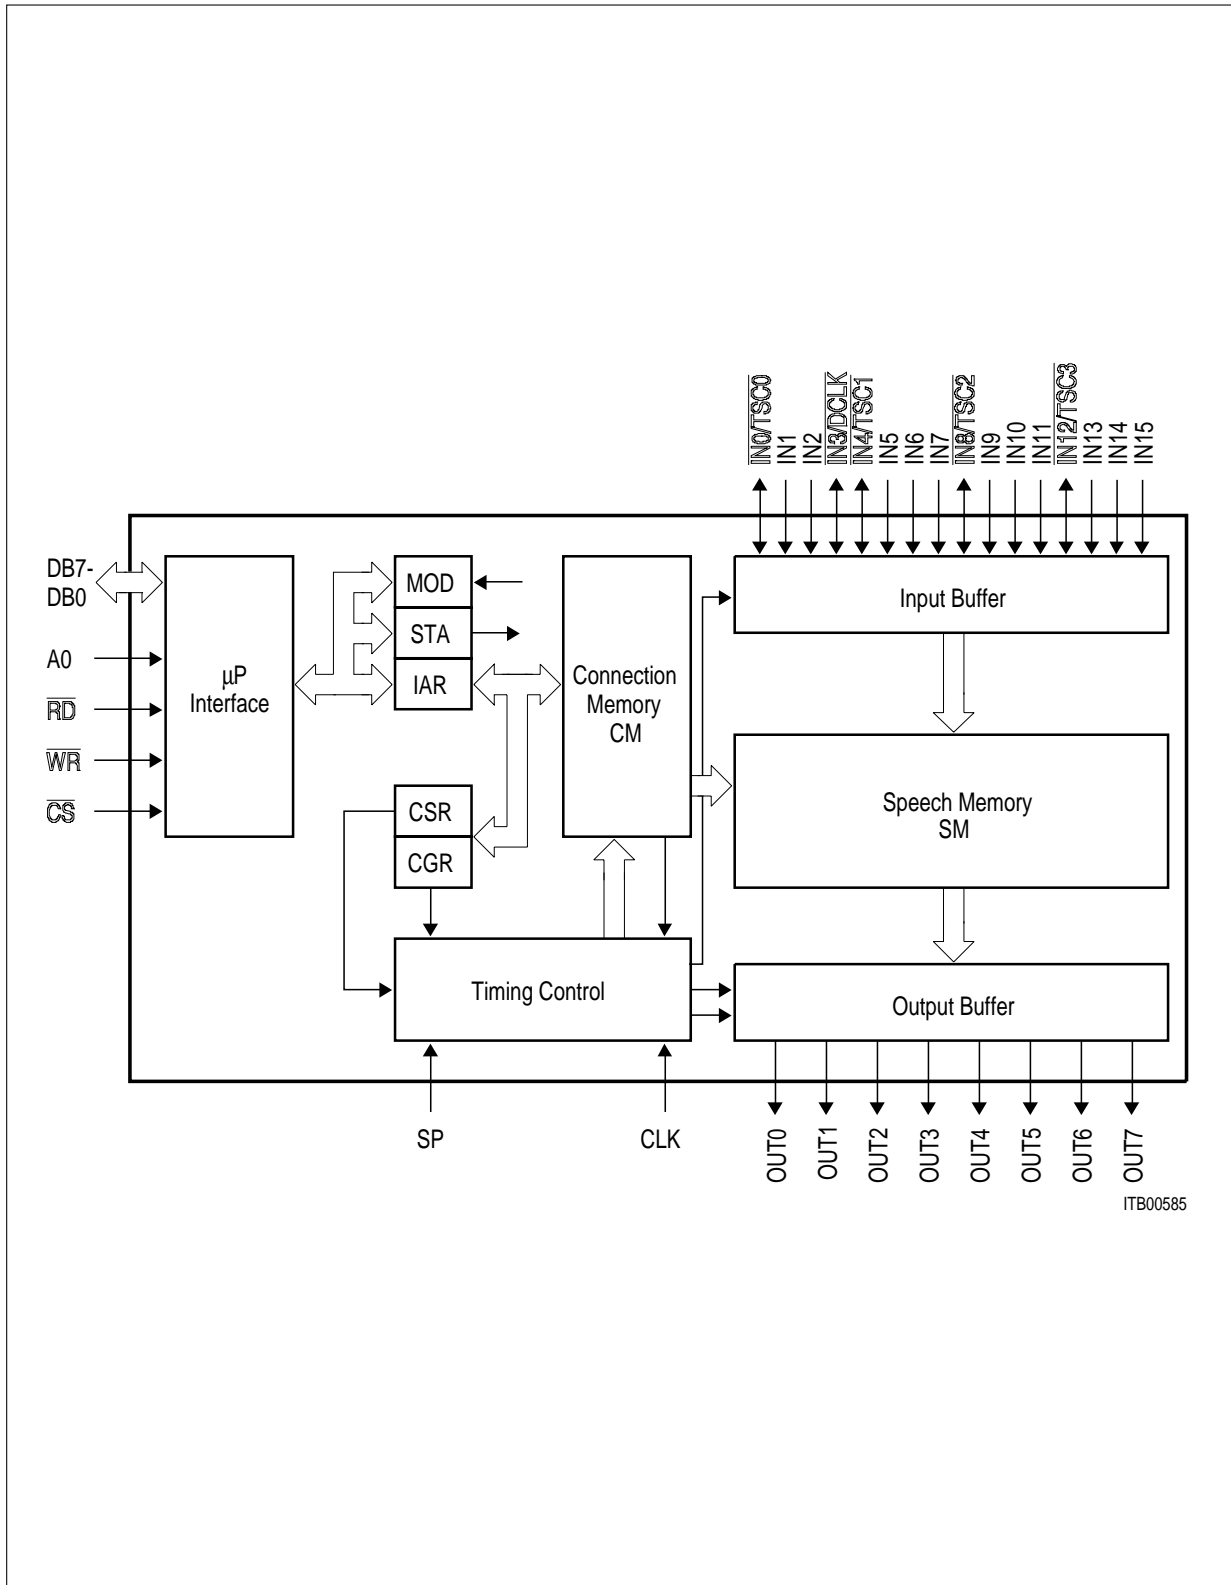 IN0/TSC0
IN1
IN2
IN3/DCLK
IN4/TSC1
IN5
IN6
IN7
IN8/TSC2
IN9
IN10
IN11
IN12/TSC3
IN13
IN14
IN15
DB7-
DB0
A0
RD
WR
CS
µP
Interface
MOD
STA
IAR
CSR
CGR
Connection
Memory
CM
Input Buffer
Speech Memory
SM
Timing Control
Output Buffer
SP
CLK
OUT0
OUT1
OUT2
OUT3
OUT4
OUT5
OUT6
OUT7
ITB00585